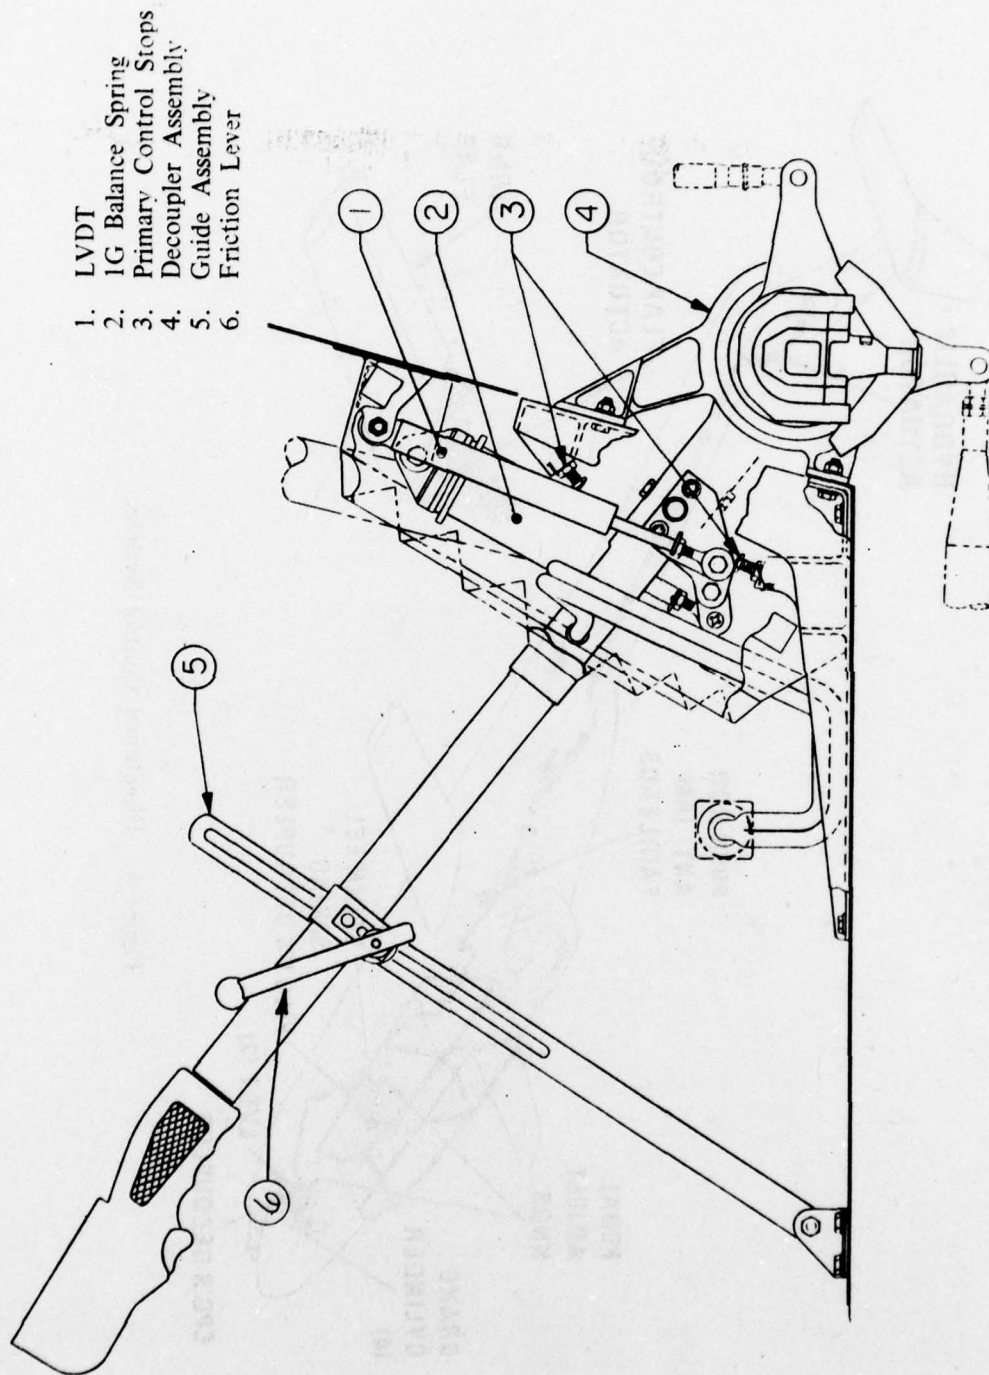 1. LVDT
2. 1G Balance Spring
3. Primary Control Stops
4. Decoupler Assembly
5. Guide Assembly
6. Friction Lever
1
2
3
4
5
6